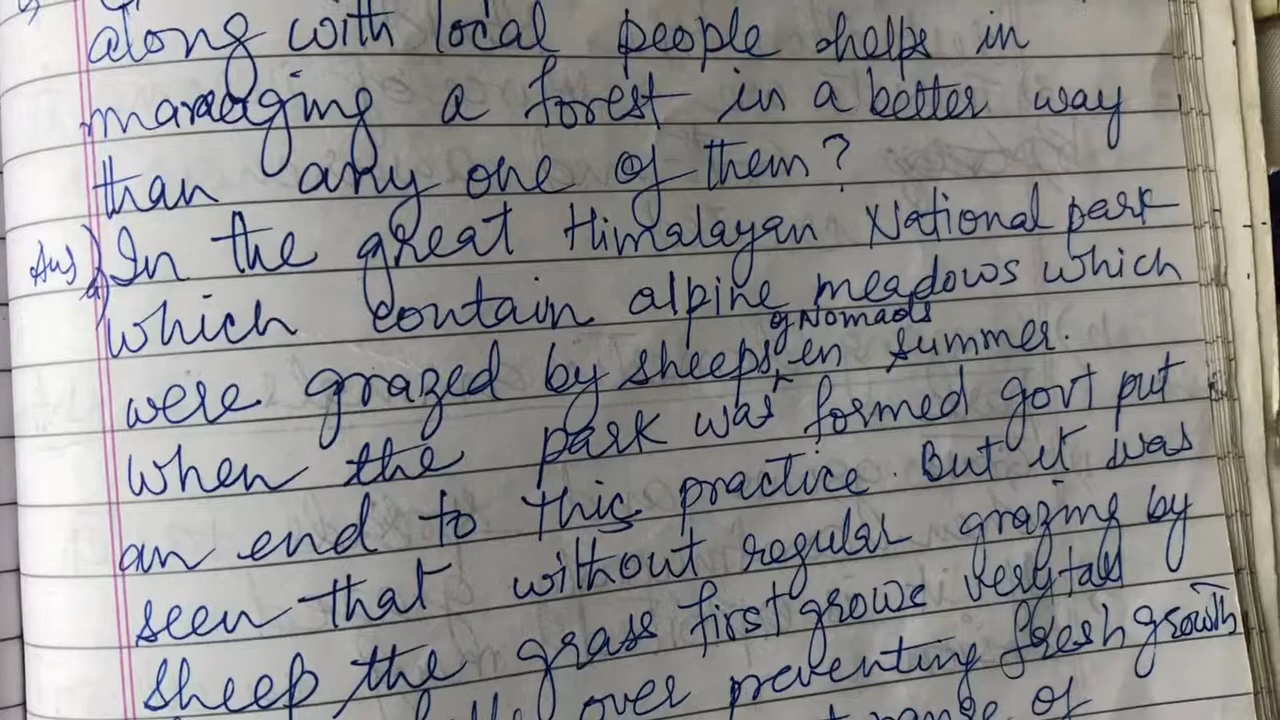 along with local people helps in
managing a forest in a better way
than any one of them?
Ans) In the great Himalayan National park
which contain alpine meadows which
were grazed by sheeps of Nomads in summer.
when the park was formed govt put
an end to this practice. But it was
seen that without regular grazing by
sheep the grass first grows very tall
over preventing fresh growth
of